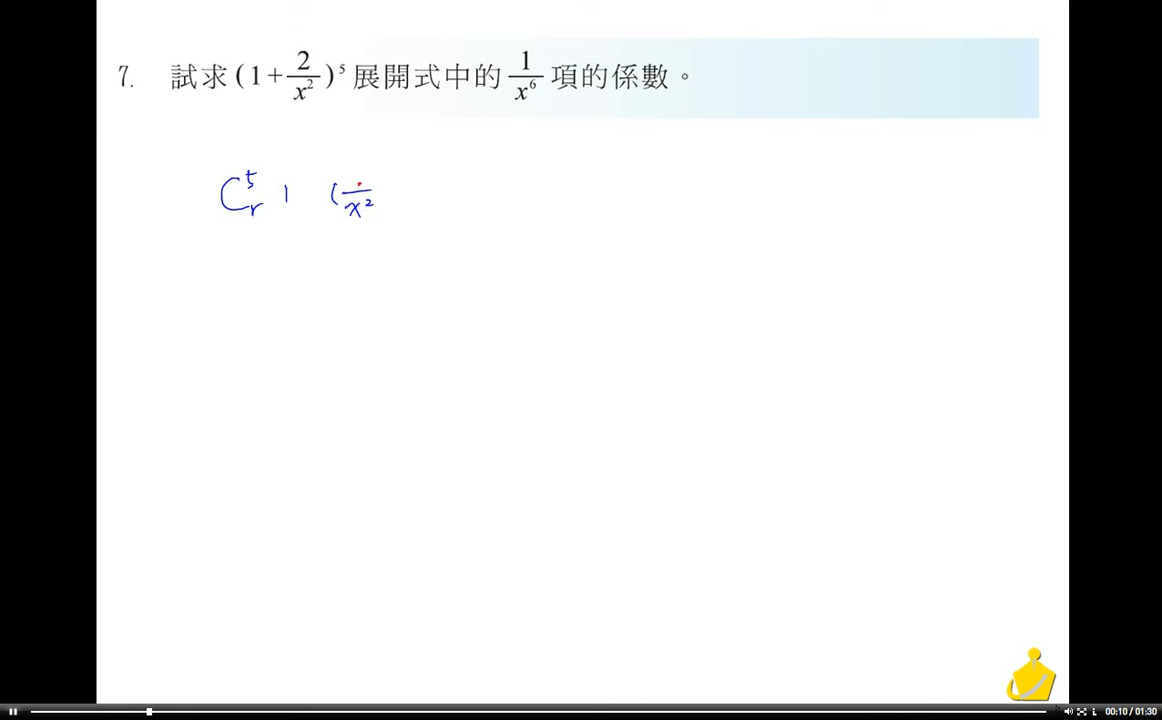 7. 試求(1+2/x²)⁵展開式中的 1/x⁶ 項的係數。
C⁵ᵣ 1 (—/x²
00:10 / 01:30